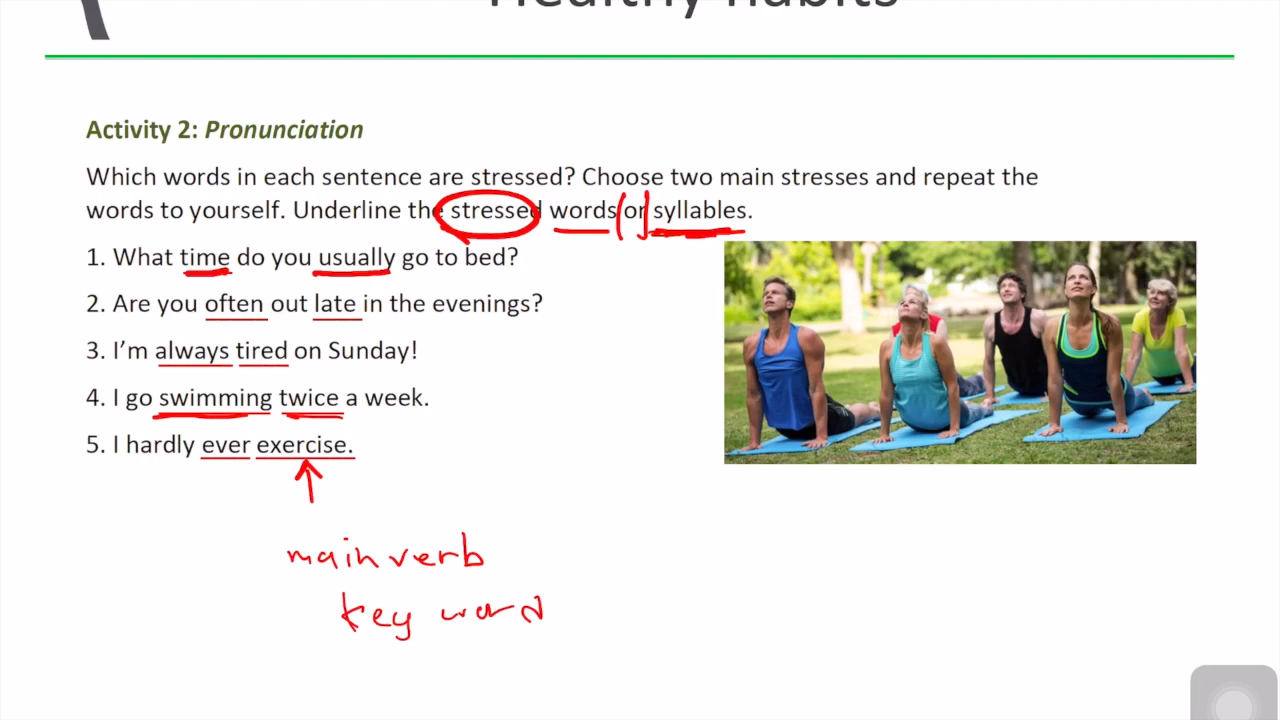 Healthy habits
Activity 2: Pronunciation
Which words in each sentence are stressed? Choose two main stresses and repeat the
words to yourself. Underline the stressed words or syllables.
1. What time do you usually go to bed?
2. Are you often out late in the evenings?
3. I’m always tired on Sunday!
4. I go swimming twice a week.
5. I hardly ever exercise.
main verb
key word